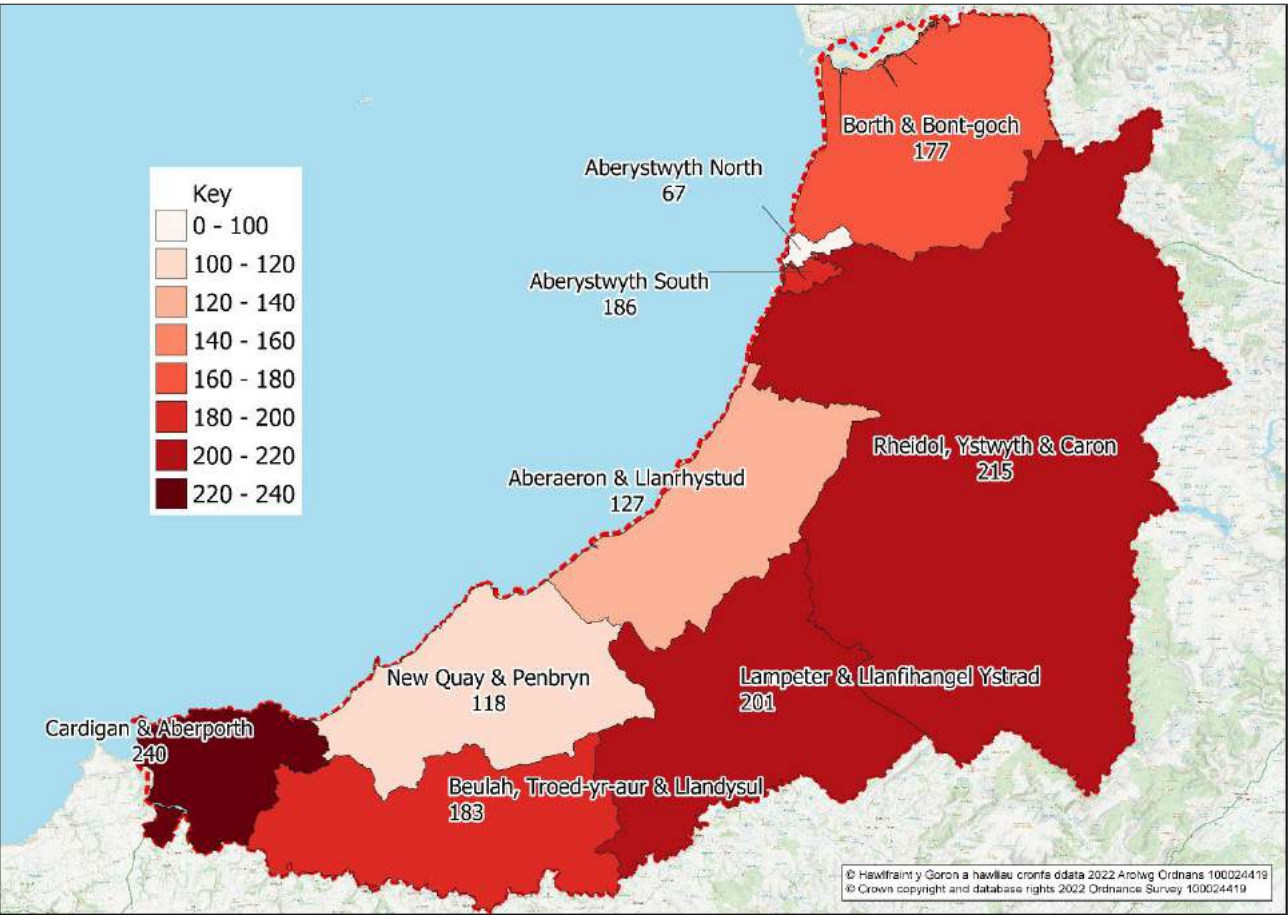 Borth & Bont-goch
177
Aberystwyth North
67
Key
0 - 100
100 - 120
120 - 140
140 - 160
160 - 180
180 - 200
200 - 220
220 - 240
Aberystwyth South
186
Rheidol, Ystwyth & Caron
215
Aberaeron & Llanrhystud
127
New Quay & Penbryn
118
Lampeter & Llanfihangel Ystrad
201
Cardigan & Aberporth
240
Beulah, Troed-yr-aur & Llandysul
183
© Hawlfraint y Goron a hawliau cronfa ddata 2022 Arolwg Ordnans 100024419
© Crown copyright and database rights 2022 Ordnance Survey 100024419